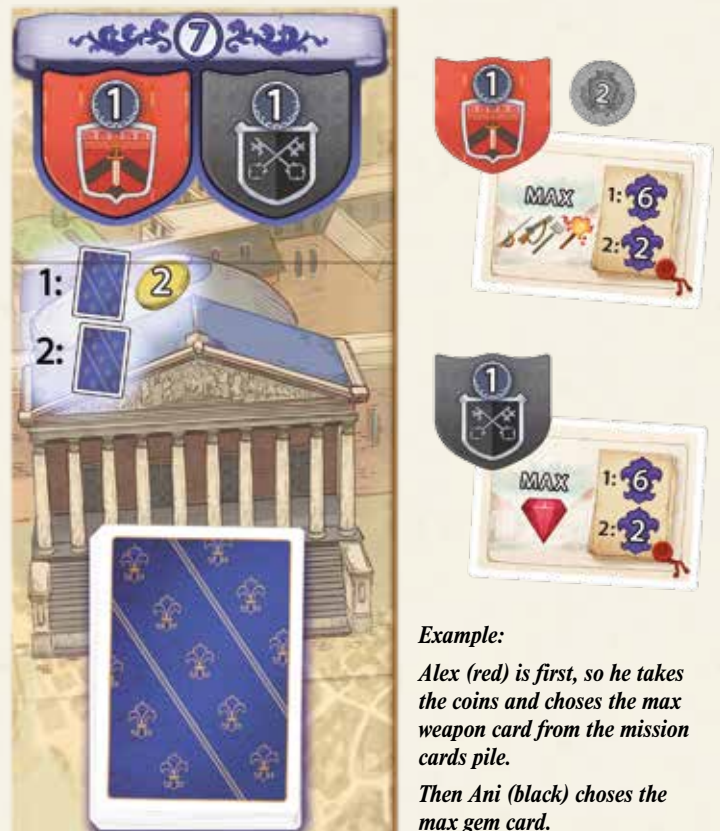 7
1 1
1: 2
2:
1
2
MAX
1: 6
2: 2
1
MAX
1: 6
2: 2
Example:
Alex (red) is first, so he takes
the coins and choses the max
weapon card from the mission
cards pile.
Then Ani (black) choses the
max gem card.